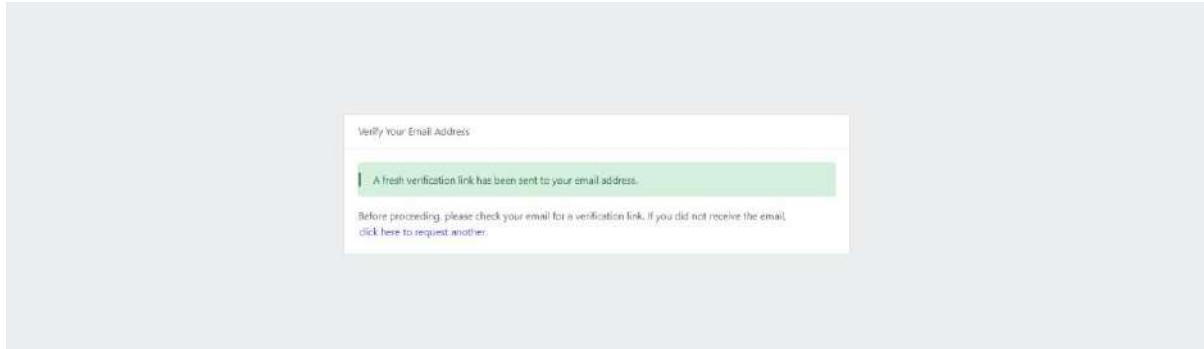 Verify Your Email Address
A fresh verification link has been sent to your email address.
Before proceeding, please check your email for a verification link. If you did not receive the email,
click here to request another.